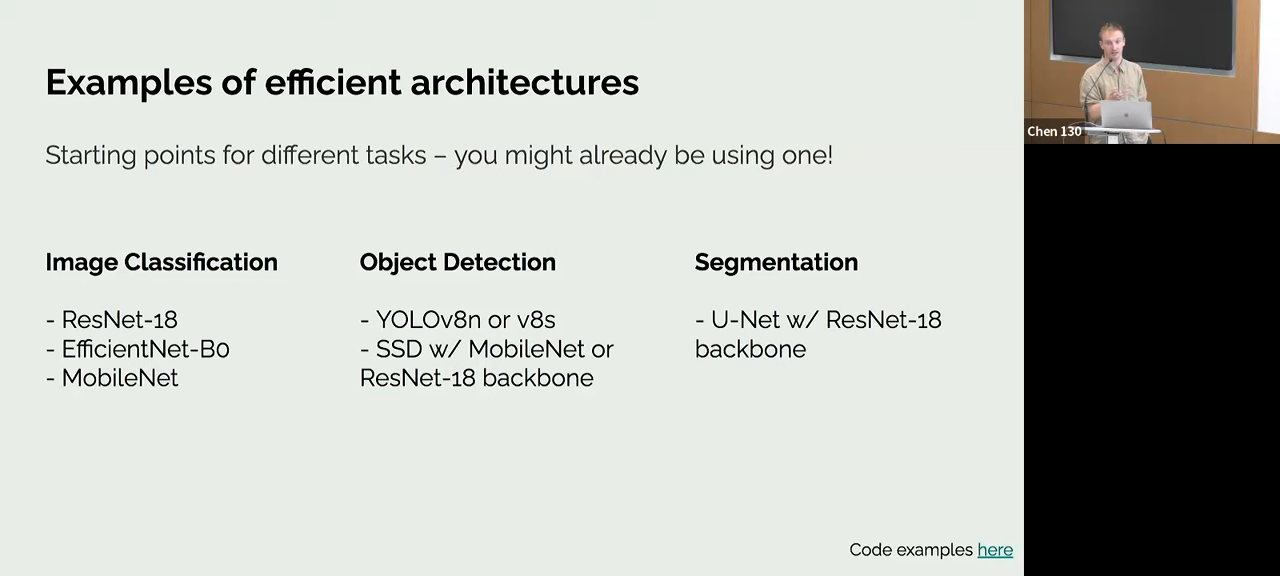 Examples of efficient architectures
Starting points for different tasks – you might already be using one!
Image Classification
- ResNet-18
- EfficientNet-B0
- MobileNet
Object Detection
- YOLOv8n or v8s
- SSD w/ MobileNet or
ResNet-18 backbone
Segmentation
- U-Net w/ ResNet-18
backbone
Code examples here
Chen 130